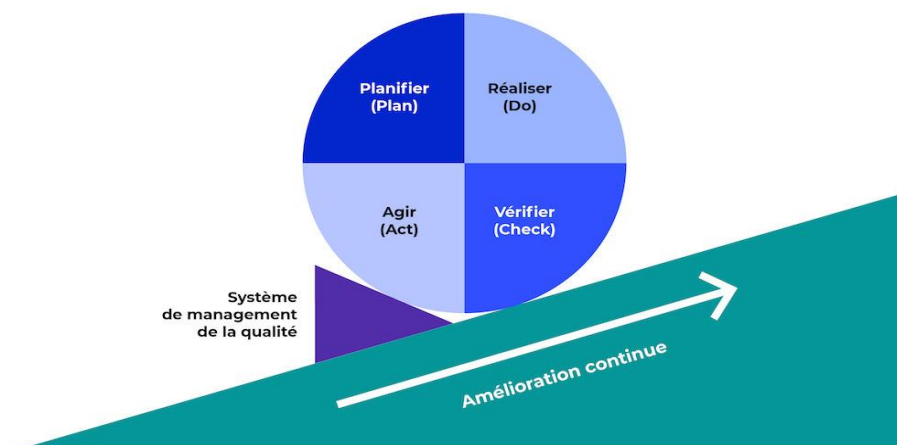 Planifier
(Plan)
Réaliser
(Do)
Agir
(Act)
Vérifier
(Check)
Système
de management
de la qualité
Amélioration continue